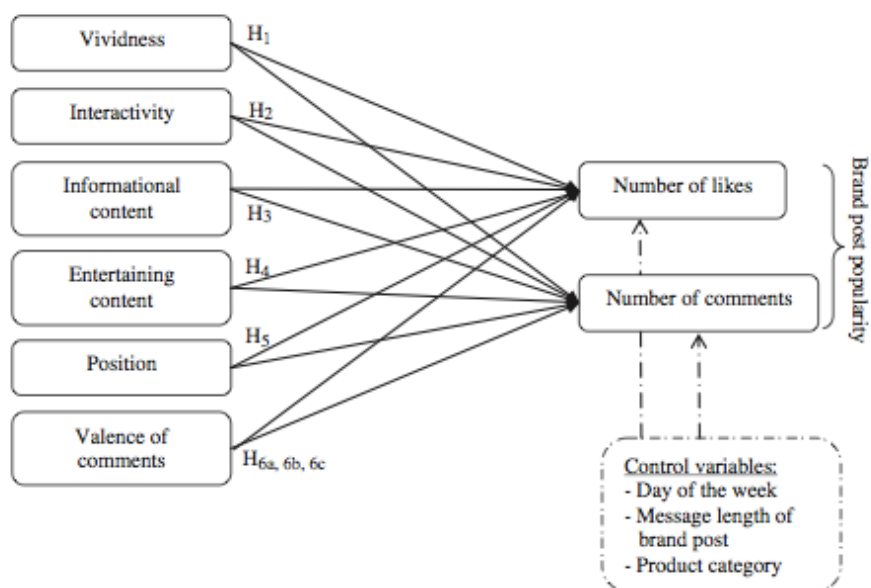 Vividness
H1
Interactivity
H2
Informational
content
H3
Entertaining
content
H4
Position
H5
Valence of
comments
H6a, 6b, 6c
Number of likes
Number of comments
Brand post popularity
Control variables:
- Day of the week
- Message length of
brand post
- Product category